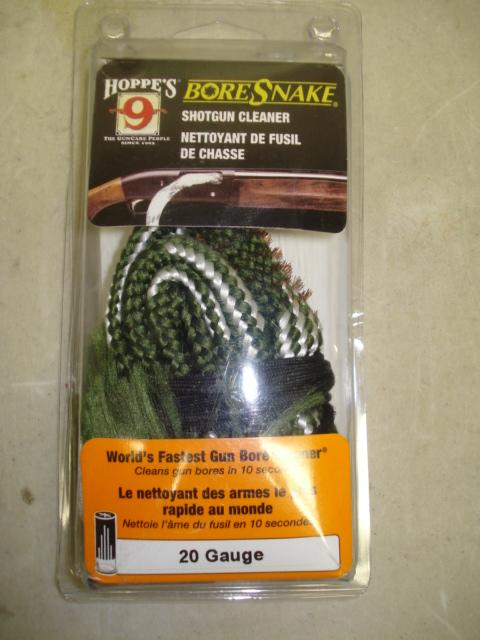 HOPPE'S
9
THE GUNCARE PEOPLE
SINCE 1903
BORESNAKE®
SHOTGUN CLEANER
NETTOYANT DE FUSIL
DE CHASSE
World's Fastest Gun Bore
Cleans gun bores in 10
Le nettoyant des armes le
rapide au monde
Nettoie l'âme du fusil en 10 secondes
20 Gauge